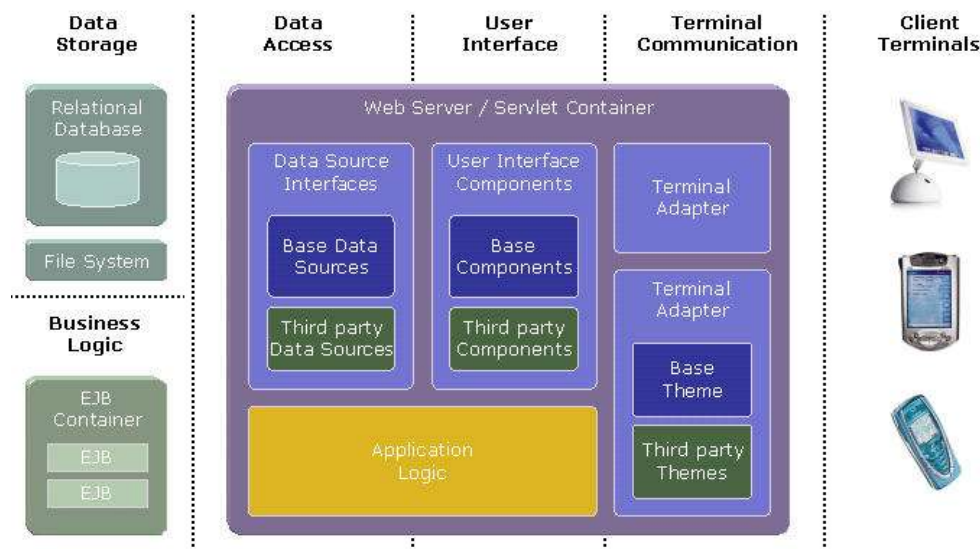 Data
Storage
Data
Access
User
Interface
Terminal
Communication
Client
Terminals
Relational
Database
File System
Business
Logic
EJB
Container
EJB
EJB
Web Server / Servlet Container
Data Source
Interfaces
Base Data
Sources
Third party
Data Sources
User Interface
Components
Base
Components
Third party
Components
Terminal
Adapter
Terminal
Adapter
Base
Theme
Third party
Themes
Application
Logic